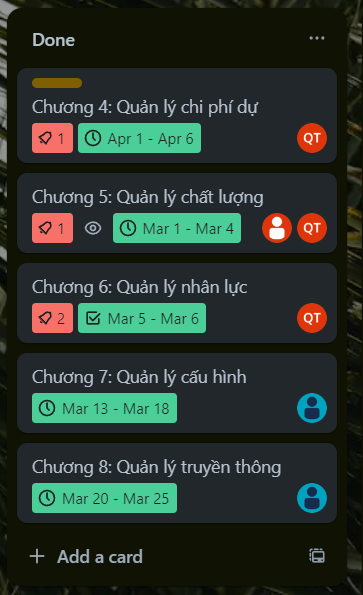 Done
Chương 4: Quản lý chi phí dự
1 Apr 1 - Apr 6 QT
Chương 5: Quản lý chất lượng
1 Mar 1 - Mar 4 QT
Chương 6: Quản lý nhân lực
2 Mar 5 - Mar 6 QT
Chương 7: Quản lý cấu hình
Mar 13 - Mar 18
Chương 8: Quản lý truyền thông
Mar 20 - Mar 25
Add a card